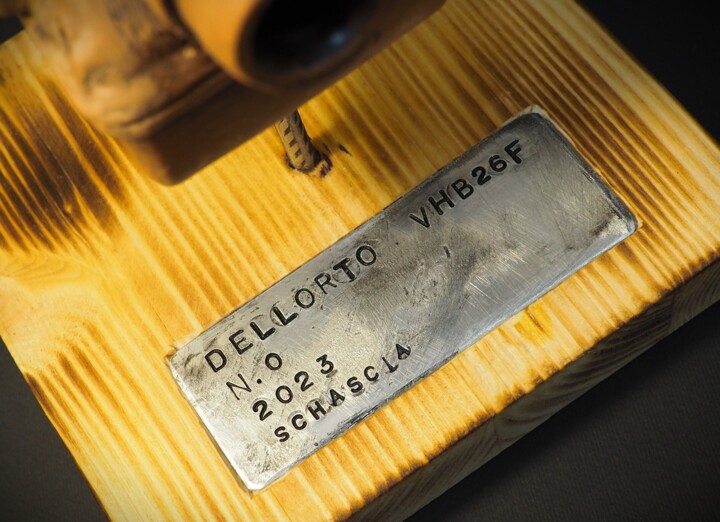 DELLORTO VHB26F
N.0
2023
SCHASCIA